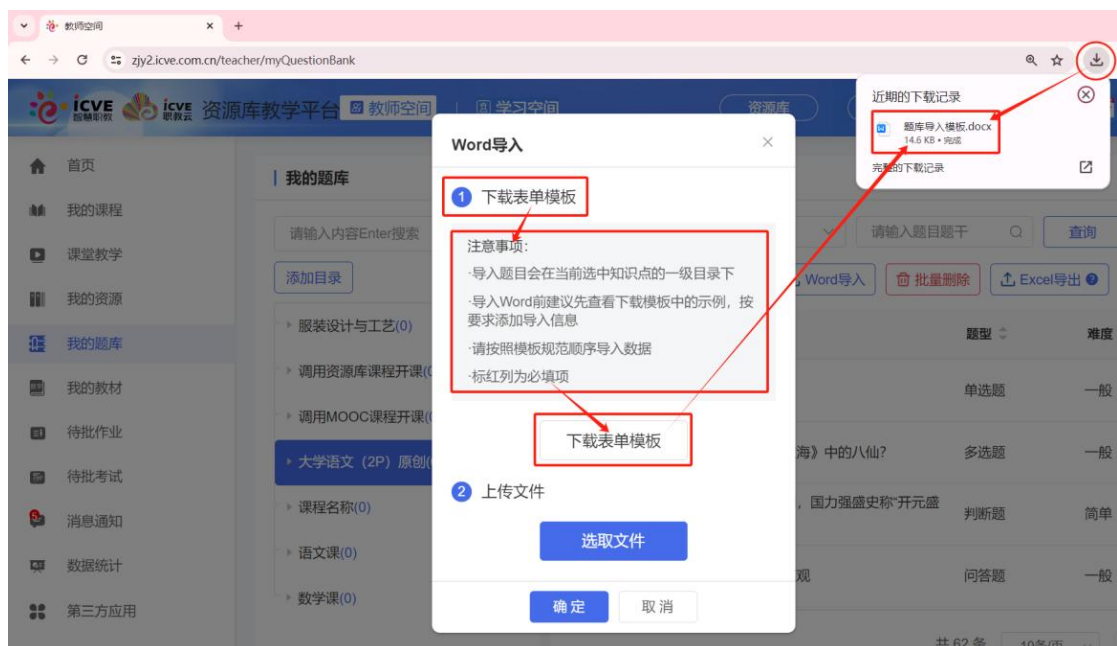 教师空间
zjy2.icve.com.cn/teacher/myQuestionBank
近期的下载记录
题库导入模板.docx
14.6 KB • 完成
完整的下载记录
icve 智慧职教 icve 职教云 资源库教学平台 教师空间 学习空间 资源库
首页
我的课程
课堂教学
我的资源
我的题库
我的教材
待批作业
待批考试
消息通知
数据统计
第三方应用
我的题库
请输入内容Enter搜索
请输入题目题干
查询
添加目录
Word导入
批量删除
Excel导出
服装设计与工艺(0)
调用资源库课程开课(
调用MOOC课程开课(
大学语文（2P）原创(
课程名称(0)
语文课(0)
数学课(0)
Word导入
1 下载表单模板
注意事项:
·导入题目会在当前选中知识点的一级目录下
·导入Word前建议先查看下载模板中的示例，按
要求添加导入信息
·请按照模板规范顺序导入数据
·标红列为必填项
下载表单模板
2 上传文件
选取文件
确定
取消
题型 难度
单选题 一般
海》中的八仙? 多选题 一般
，国力强盛史称“开元盛 判断题 简单
观 问答题 一般
共 62 条 10条/页